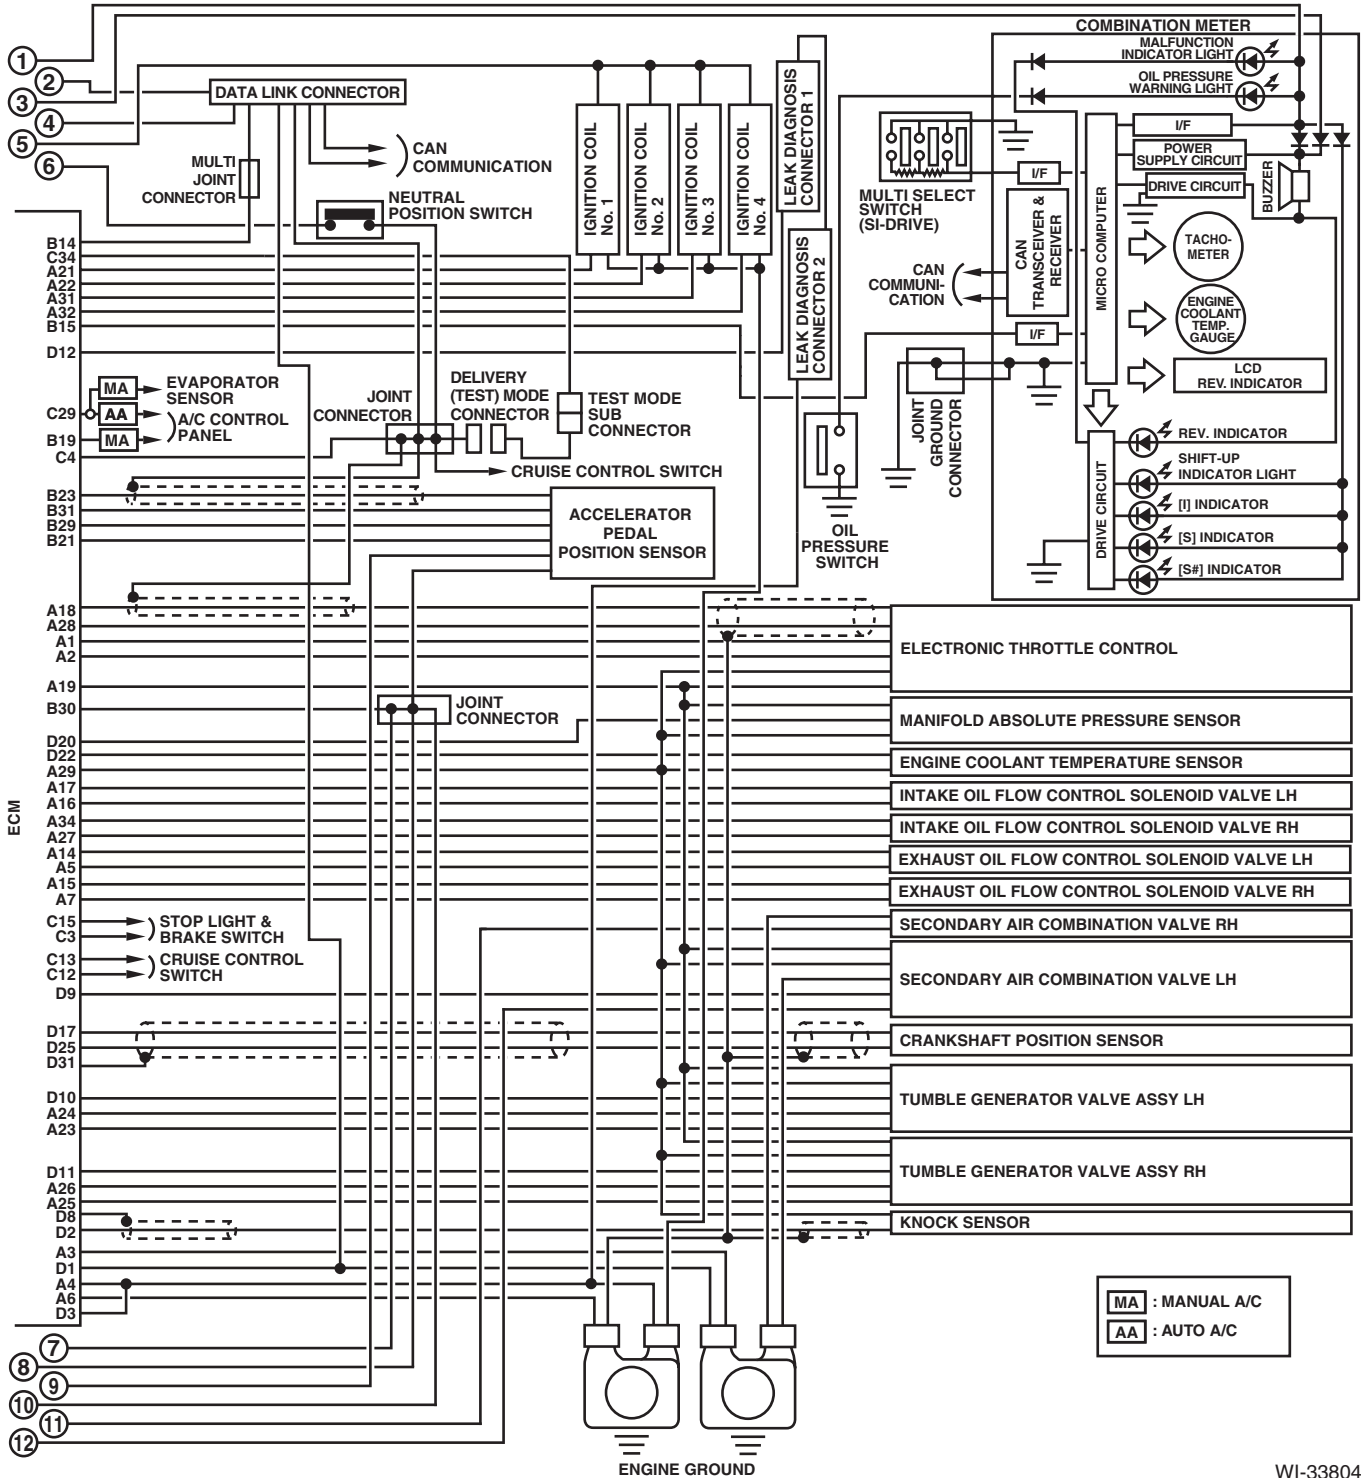 COMBINATION METER
MALFUNCTION
INDICATOR LIGHT
OIL PRESSURE
WARNING LIGHT
1
2
3
4
5
6
DATA LINK CONNECTOR
CAN
COMMUNICATION
MULTI
JOINT
CONNECTOR
NEUTRAL
POSITION SWITCH
IGNITION COIL
No. 1
IGNITION COIL
No. 2
IGNITION COIL
No. 3
IGNITION COIL
No. 4
LEAK DIAGNOSIS
CONNECTOR 1
LEAK DIAGNOSIS
CONNECTOR 2
MULTI SELECT
SWITCH
(SI-DRIVE)
I/F
POWER
SUPPLY CIRCUIT
DRIVE CIRCUIT
BUZZER
I/F
CAN
TRANSCEIVER &
RECEIVER
MICRO COMPUTER
TACHO-
METER
CAN
COMMUNI-
CATION
ENGINE
COOLANT
TEMP.
GAUGE
I/F
LCD
REV. INDICATOR
JOINT
GROUND
CONNECTOR
DRIVE CIRCUIT
REV. INDICATOR
SHIFT-UP
INDICATOR LIGHT
[I] INDICATOR
[S] INDICATOR
[S#] INDICATOR
OIL
PRESSURE
SWITCH
B14
C34
A21
A22
A31
A32
B15
D12
MA
EVAPORATOR
SENSOR
C29
AA
A/C CONTROL
PANEL
B19
MA
C4
JOINT
CONNECTOR
DELIVERY
(TEST) MODE
CONNECTOR
TEST MODE
SUB
CONNECTOR
CRUISE CONTROL SWITCH
B23
B31
B29
B21
ACCELERATOR
PEDAL
POSITION SENSOR
A18
A28
A1
A2
ELECTRONIC THROTTLE CONTROL
A19
B30
JOINT
CONNECTOR
MANIFOLD ABSOLUTE PRESSURE SENSOR
D20
D22
A29
ENGINE COOLANT TEMPERATURE SENSOR
A17
A16
INTAKE OIL FLOW CONTROL SOLENOID VALVE LH
ECM
A34
A27
INTAKE OIL FLOW CONTROL SOLENOID VALVE RH
A14
A5
EXHAUST OIL FLOW CONTROL SOLENOID VALVE LH
A15
A7
EXHAUST OIL FLOW CONTROL SOLENOID VALVE RH
C15
C3
STOP LIGHT &
BRAKE SWITCH
SECONDARY AIR COMBINATION VALVE RH
C13
C12
CRUISE CONTROL
SWITCH
SECONDARY AIR COMBINATION VALVE LH
D9
D17
D25
D31
CRANKSHAFT POSITION SENSOR
D10
A24
A23
TUMBLE GENERATOR VALVE ASSY LH
D11
A26
A25
TUMBLE GENERATOR VALVE ASSY RH
D8
D2
KNOCK SENSOR
A3
D1
A4
A6
D3
MA : MANUAL A/C
AA : AUTO A/C
7
8
9
10
11
12
ENGINE GROUND
WI-33804